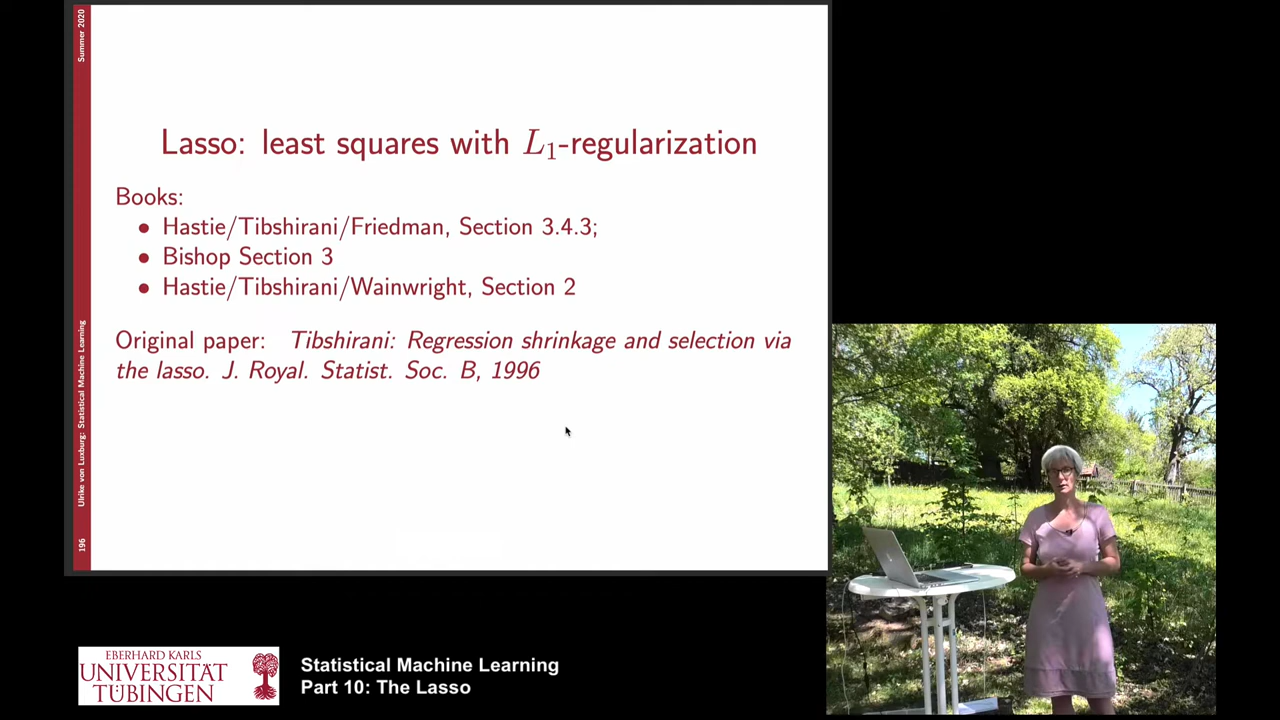 Summer 2020
Ulrike von Luxburg: Statistical Machine Learning
196
Lasso: least squares with L1-regularization
Books:
• Hastie/Tibshirani/Friedman, Section 3.4.3;
• Bishop Section 3
• Hastie/Tibshirani/Wainwright, Section 2
Original paper: Tibshirani: Regression shrinkage and selection via
the lasso. J. Royal. Statist. Soc. B, 1996
EBERHARD KARLS
UNIVERSITÄT
TÜBINGEN
Statistical Machine Learning
Part 10: The Lasso